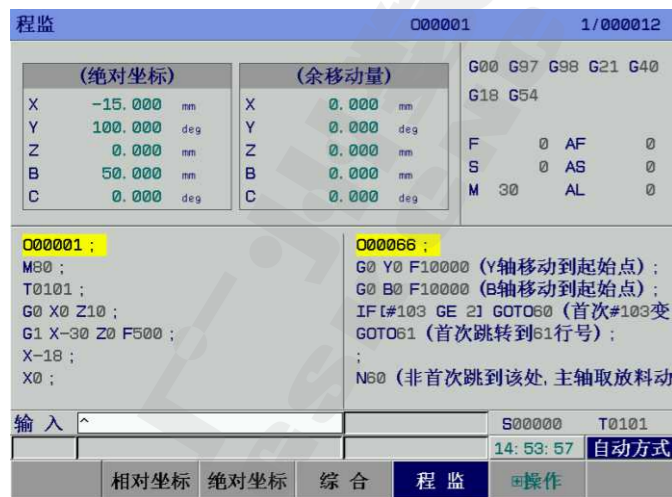 程监 O00001 1/000012
(绝对坐标) (余移动量) G00 G97 G98 G21 G40
X -15.000 mm X 0.000 mm G18 G54
Y 100.000 deg Y 0.000 deg
Z 0.000 mm Z 0.000 mm F 0 AF 0
B 50.000 mm B 0.000 mm S 0 AS 0
C 0.000 deg C 0.000 deg M 30 AL 0
O00001 ;
M80 ;
T0101 ;
G0 X0 Z10 ;
G1 X-30 Z0 F500 ;
X-18 ;
X0 ;
O00066 ;
G0 Y0 F10000 (Y轴移动到起始点) ;
G0 B0 F10000 (B轴移动到起始点) ;
IF[#103 GE 2] GOTO60 (首次#103变
GOTO61 (首次跳转到61行号) ;
;
N60 (非首次跳到该处, 主轴取放料动
输入 ^ S00000 T0101
14:53:57 自动方式
相对坐标 绝对坐标 综合 程监 ⊞操作